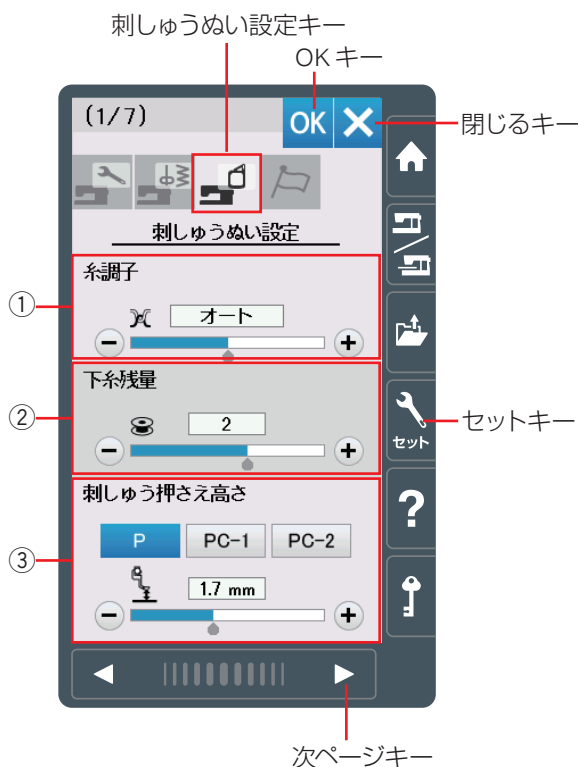 刺しゅうぬい設定キー
OKキー
(1/7)
OK
閉じるキー
刺しゅうぬい設定
①
糸調子
オート
②
下糸残量
2
セット
セットキー
③
刺しゅう押さえ高さ
P PC-1 PC-2
1.7 mm
?
次ページキー